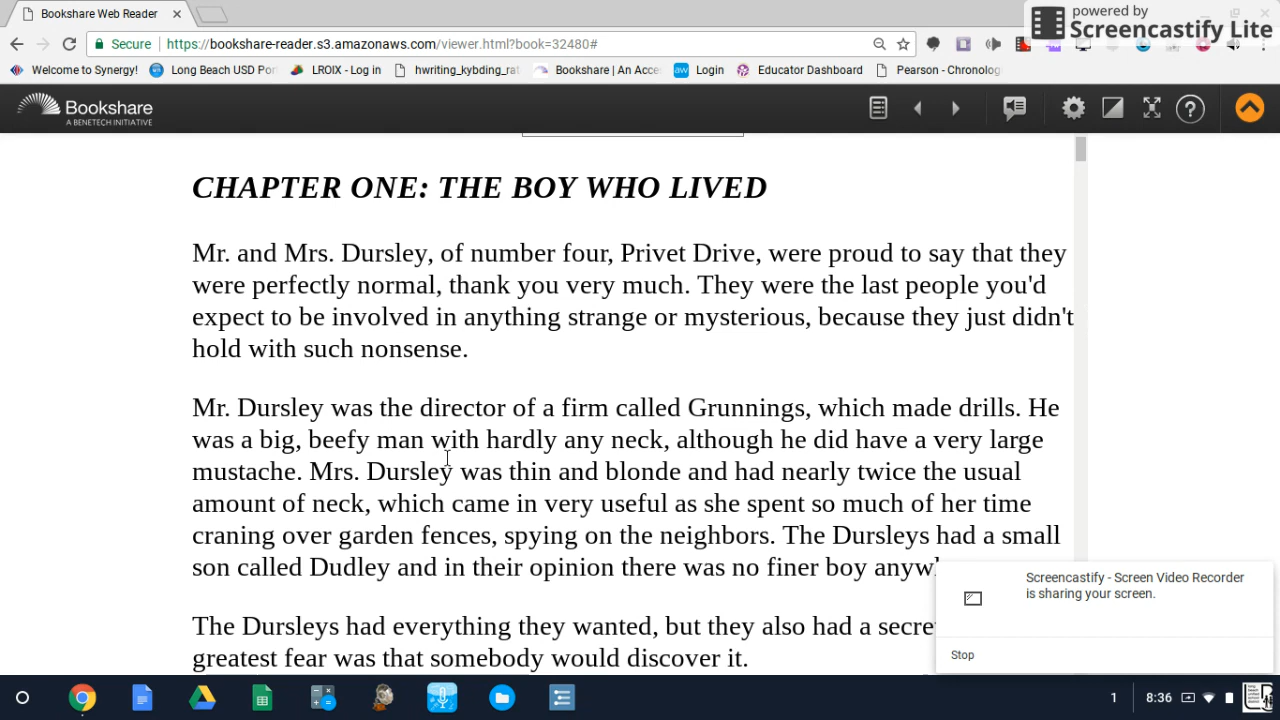 Bookshare Web Reader
powered by
Screencastify Lite
Secure https://bookshare-reader.s3.amazonaws.com/viewer.html?book=32480#
Welcome to Synergy! Long Beach USD Por LROIX - Log in hwriting_kybding_rat Bookshare | An Acce Login Educator Dashboard Pearson - Chronolog
Bookshare
A BENETECH INITIATIVE
CHAPTER ONE: THE BOY WHO LIVED
Mr. and Mrs. Dursley, of number four, Privet Drive, were proud to say that they
were perfectly normal, thank you very much. They were the last people you'd
expect to be involved in anything strange or mysterious, because they just didn't
hold with such nonsense.
Mr. Dursley was the director of a firm called Grunnings, which made drills. He
was a big, beefy man with hardly any neck, although he did have a very large
mustache. Mrs. Dursley was thin and blonde and had nearly twice the usual
amount of neck, which came in very useful as she spent so much of her time
craning over garden fences, spying on the neighbors. The Dursleys had a small
son called Dudley and in their opinion there was no finer boy anywh
The Dursleys had everything they wanted, but they also had a secre
greatest fear was that somebody would discover it.
Screencastify - Screen Video Recorder
is sharing your screen.
Stop
1 8:36